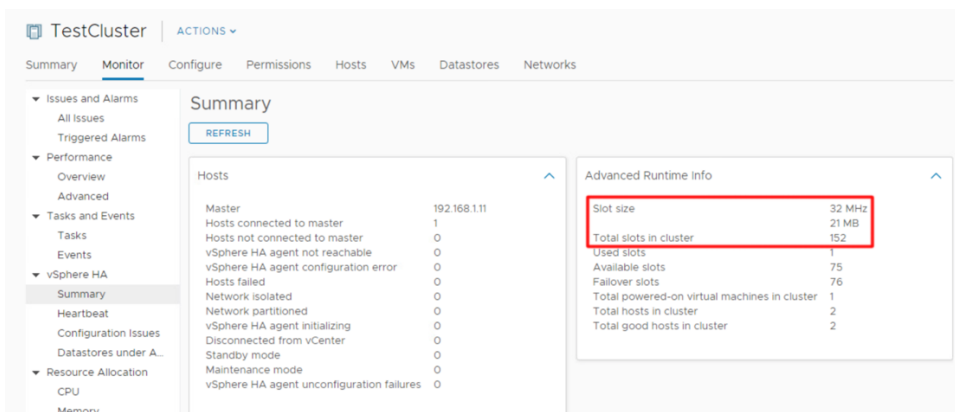 TestCluster
ACTIONS
Summary Monitor Configure Permissions Hosts VMs Datastores Networks
Issues and Alarms
All Issues
Triggered Alarms
Performance
Overview
Advanced
Tasks and Events
Tasks
Events
vSphere HA
Summary
Heartbeat
Configuration Issues
Datastores under A...
Resource Allocation
CPU
Memory
Summary
REFRESH
Hosts
Master 192.168.1.11
Hosts connected to master 1
Hosts not connected to master 0
vSphere HA agent not reachable 0
vSphere HA agent configuration error 0
Hosts failed 0
Network isolated 0
Network partitioned 0
vSphere HA agent initializing 0
Disconnected from vCenter 0
Standby mode 0
Maintenance mode 0
vSphere HA agent unconfiguration failures 0
Advanced Runtime Info
Slot size 32 MHz
21 MB
Total slots in cluster 152
Used slots 1
Available slots 75
Failover slots 76
Total powered-on virtual machines in cluster 1
Total hosts in cluster 2
Total good hosts in cluster 2